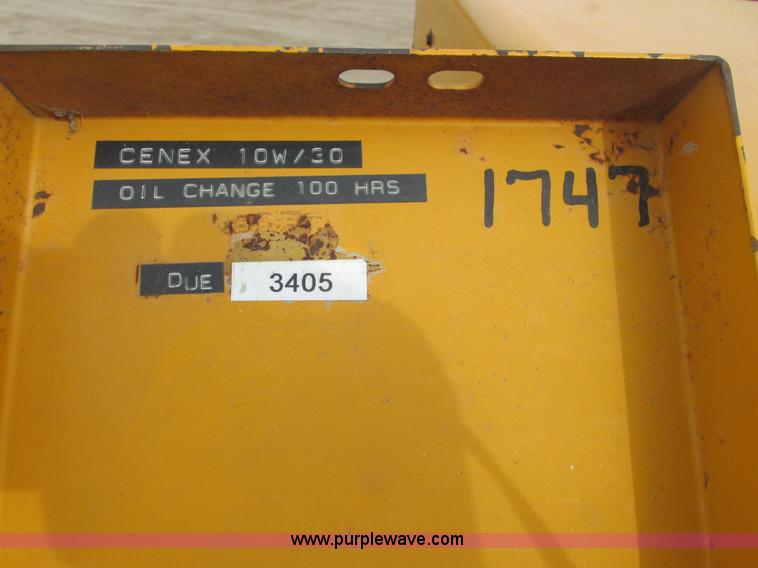 CENEX 10W/30
OIL CHANGE 100 HRS
1747
DUE 3405
www.purplewave.com